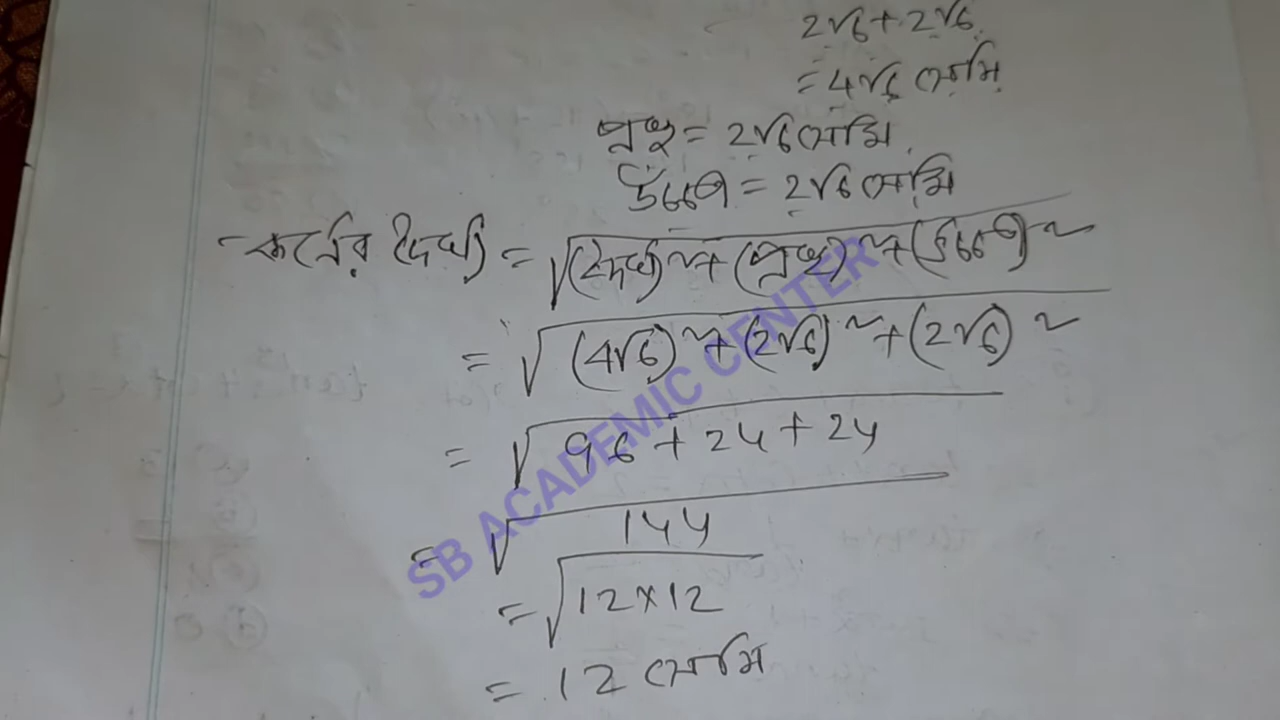 2√6+2√6
= 4√6 সেমি
প্রস্থ = 2√6 সেমি.
উচ্চতা = 2√6 সেমি
কর্নের দৈর্ঘ্য = √(দৈর্ঘ্য)²+(প্রস্থ)²+(উচ্চতা)²
= √(4√6)²+(2√6)²+(2√6)²
= √96+24+24
= √144
= √12×12
= 12 সেমি
SB ACADEMIC CENTER